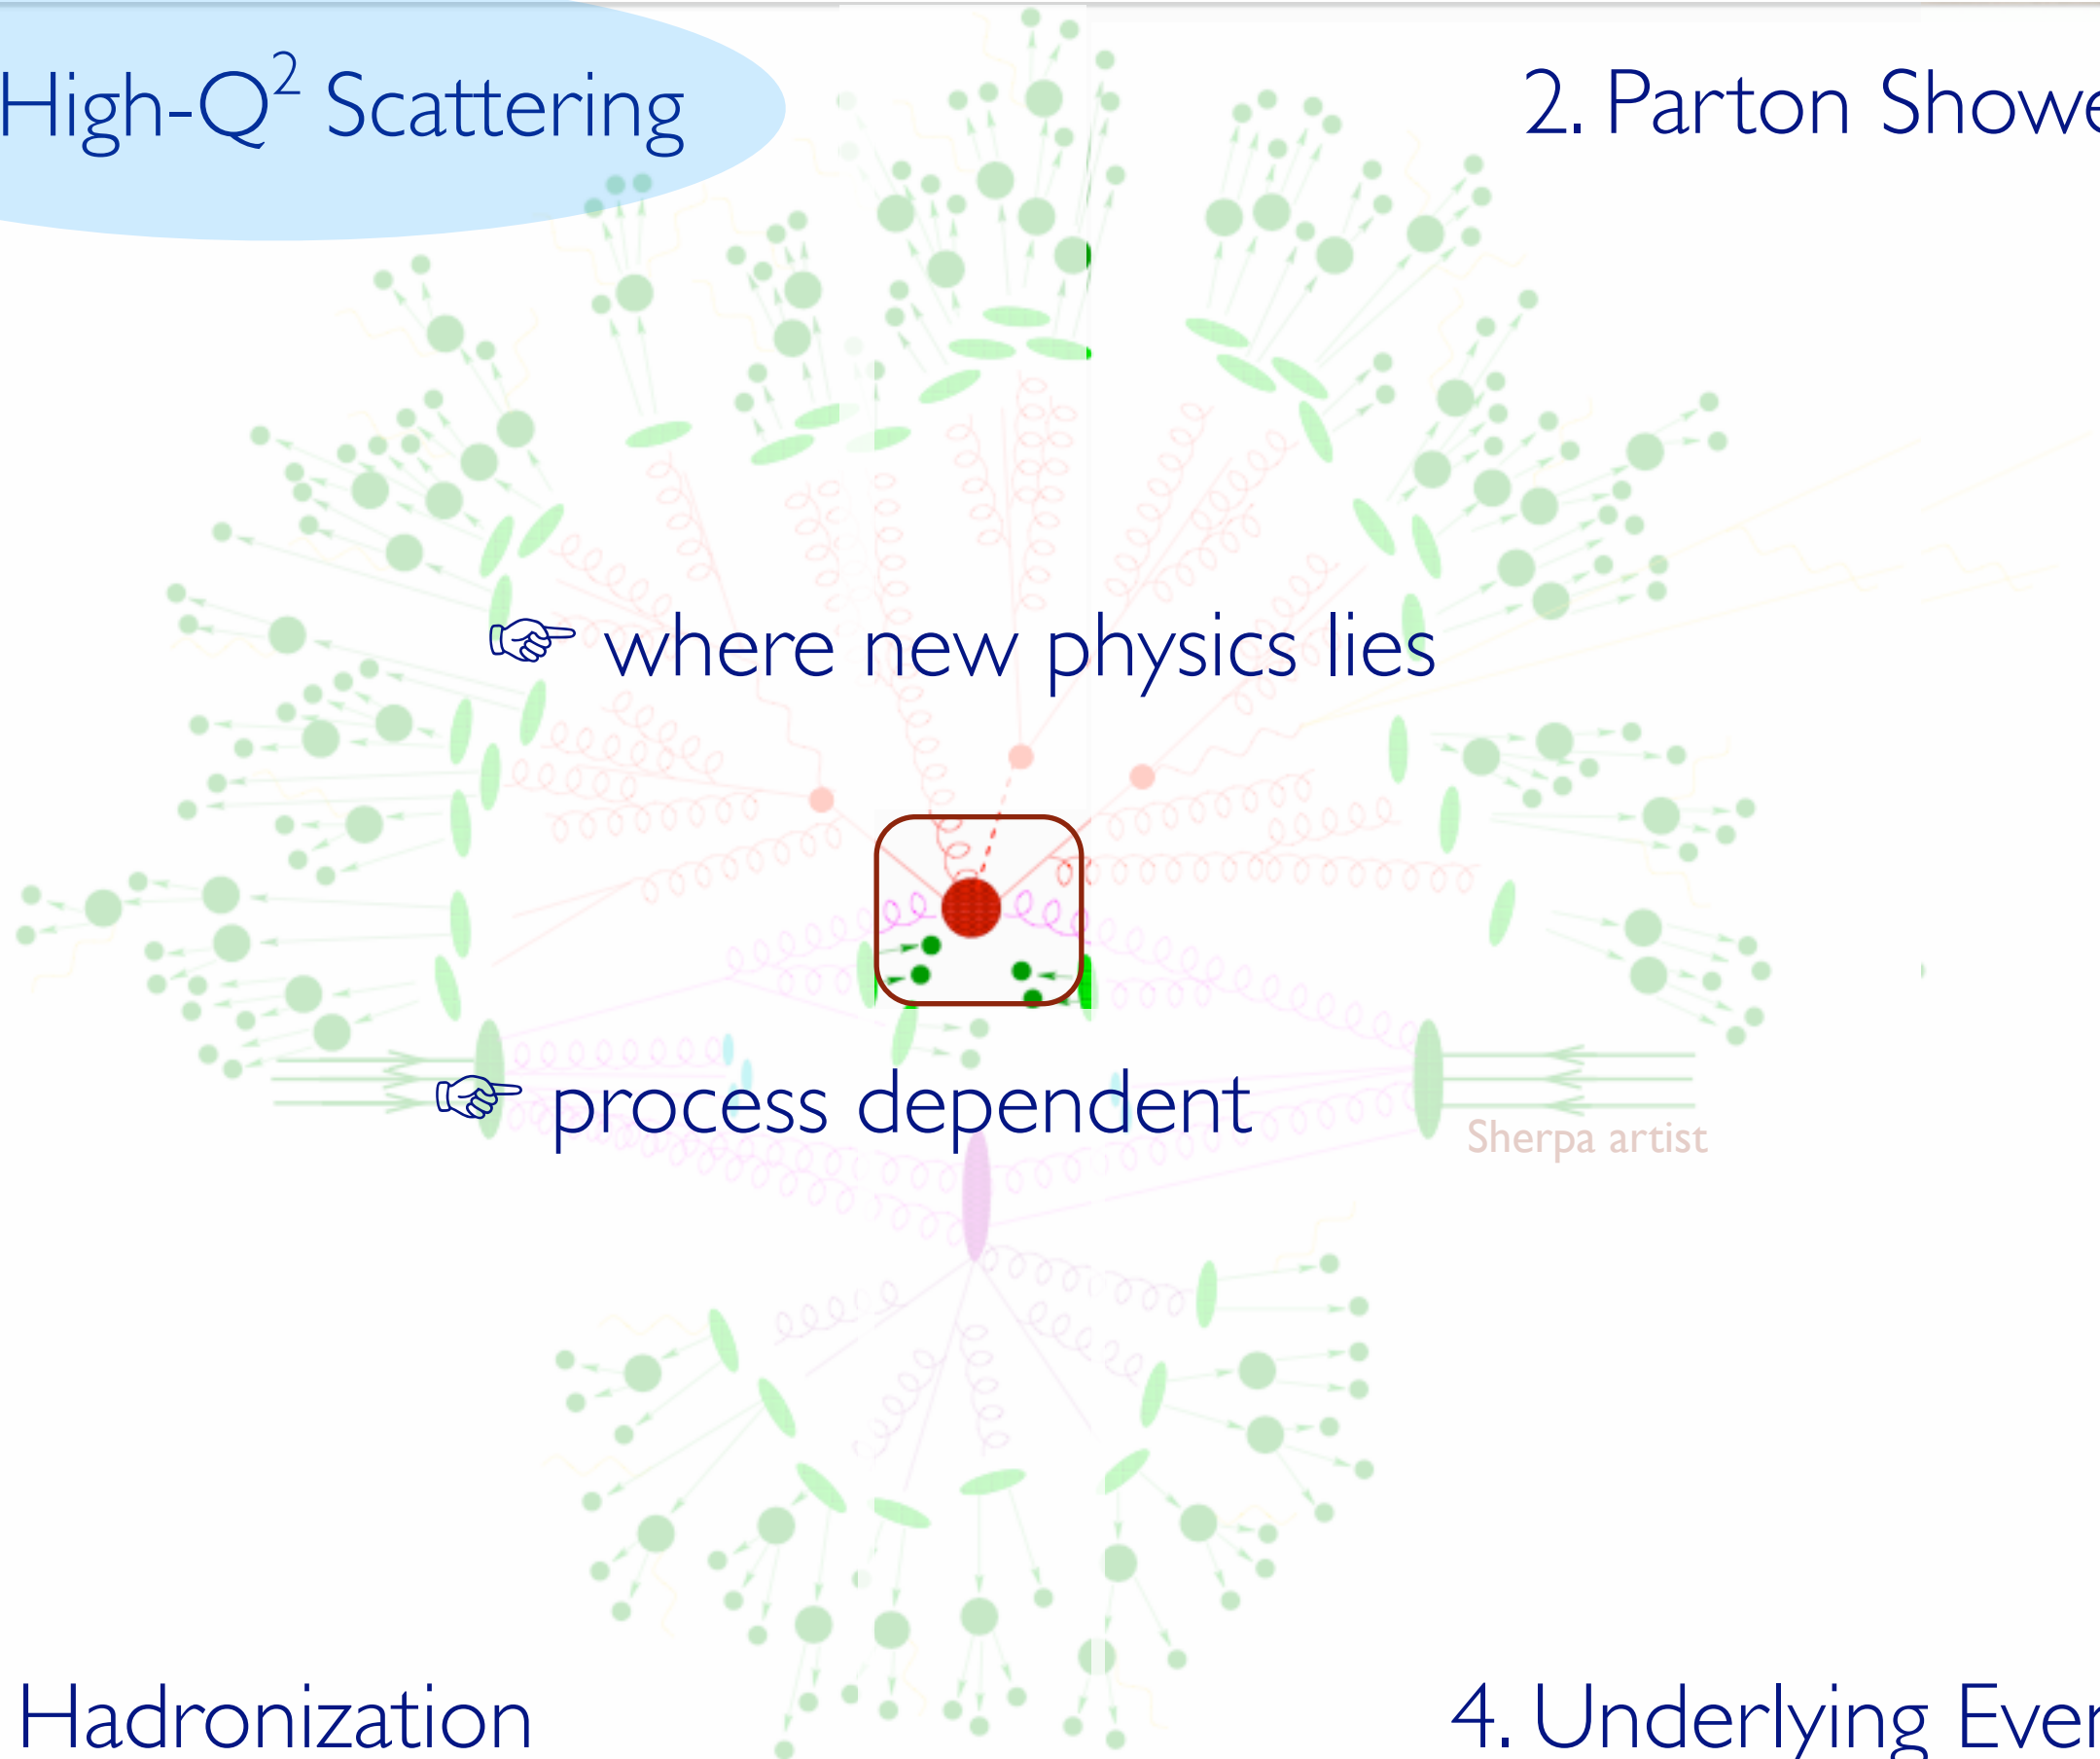 High-Q² Scattering
2. Parton Showe
☞ where new physics lies
☞ process dependent
Sherpa artist
Hadronization
4. Underlying Even